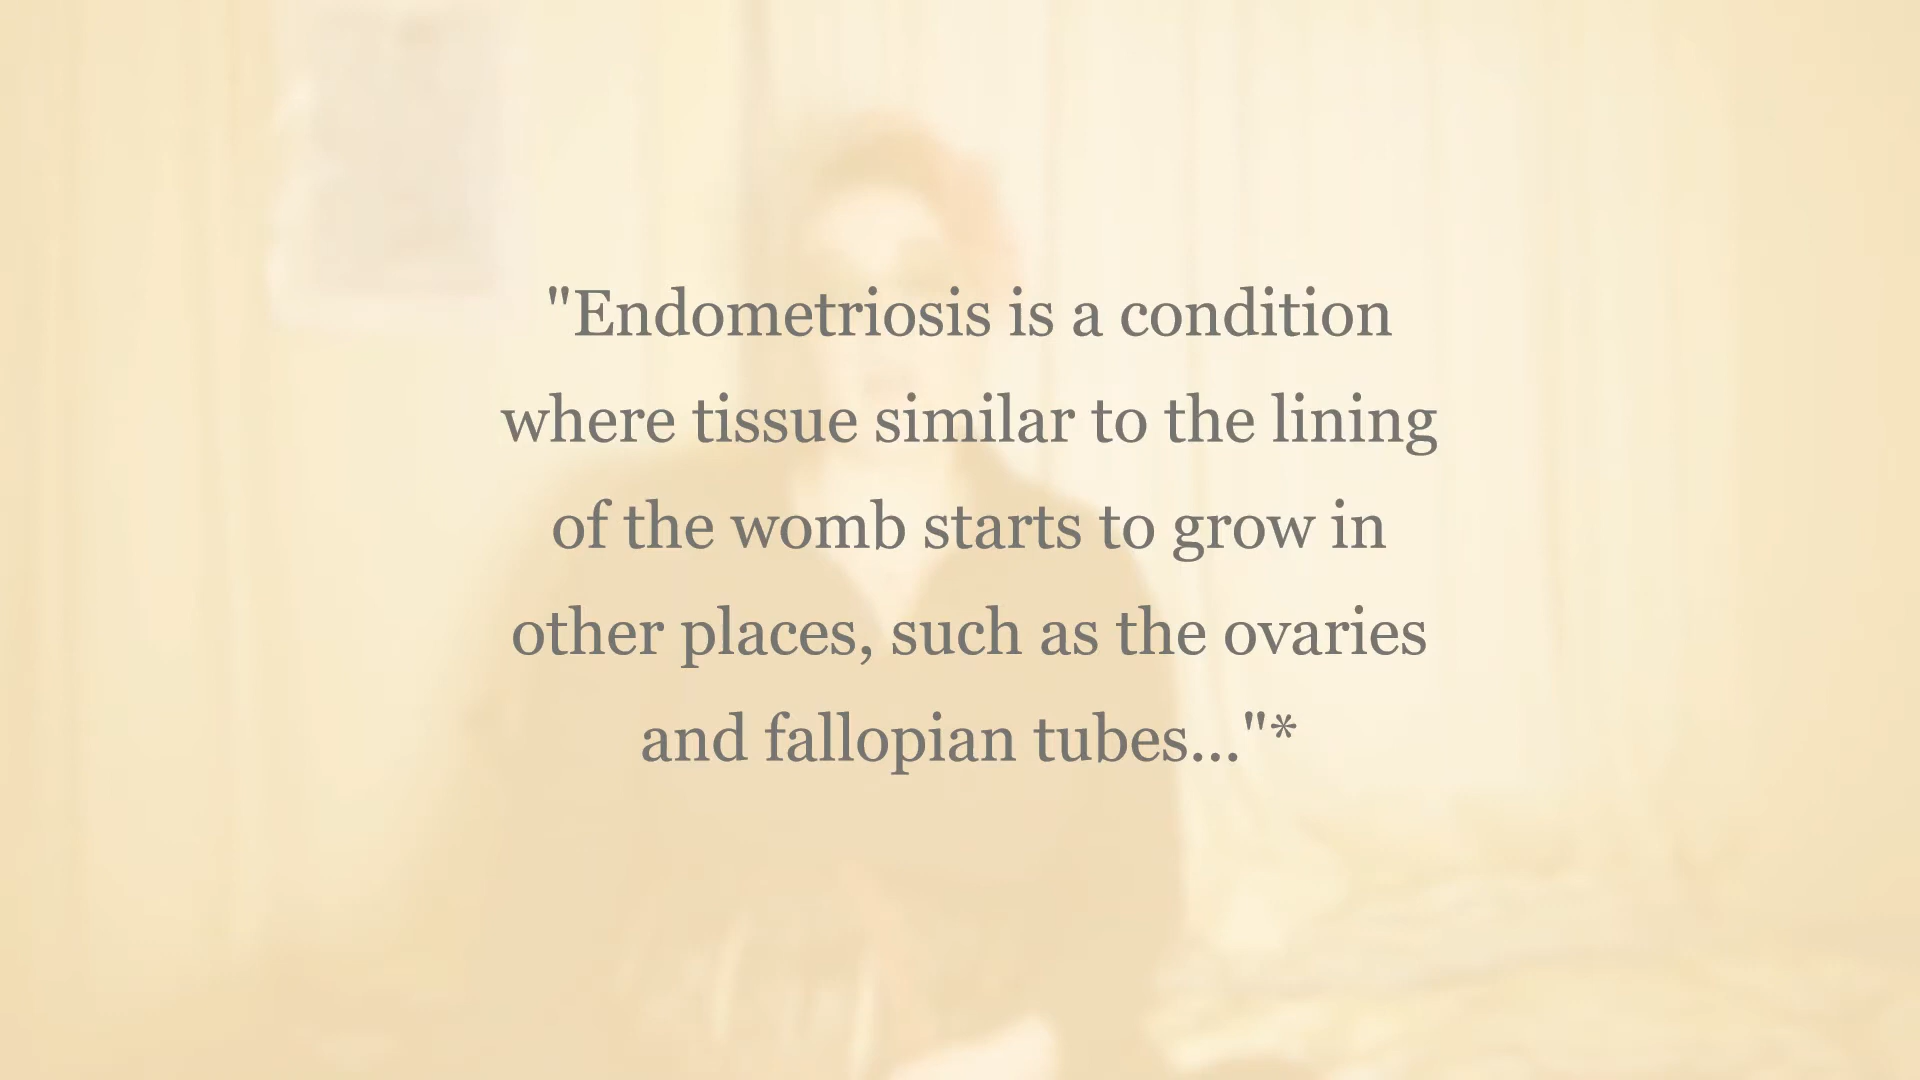 "Endometriosis is a condition
where tissue similar to the lining
of the womb starts to grow in
other places, such as the ovaries
and fallopian tubes..."*